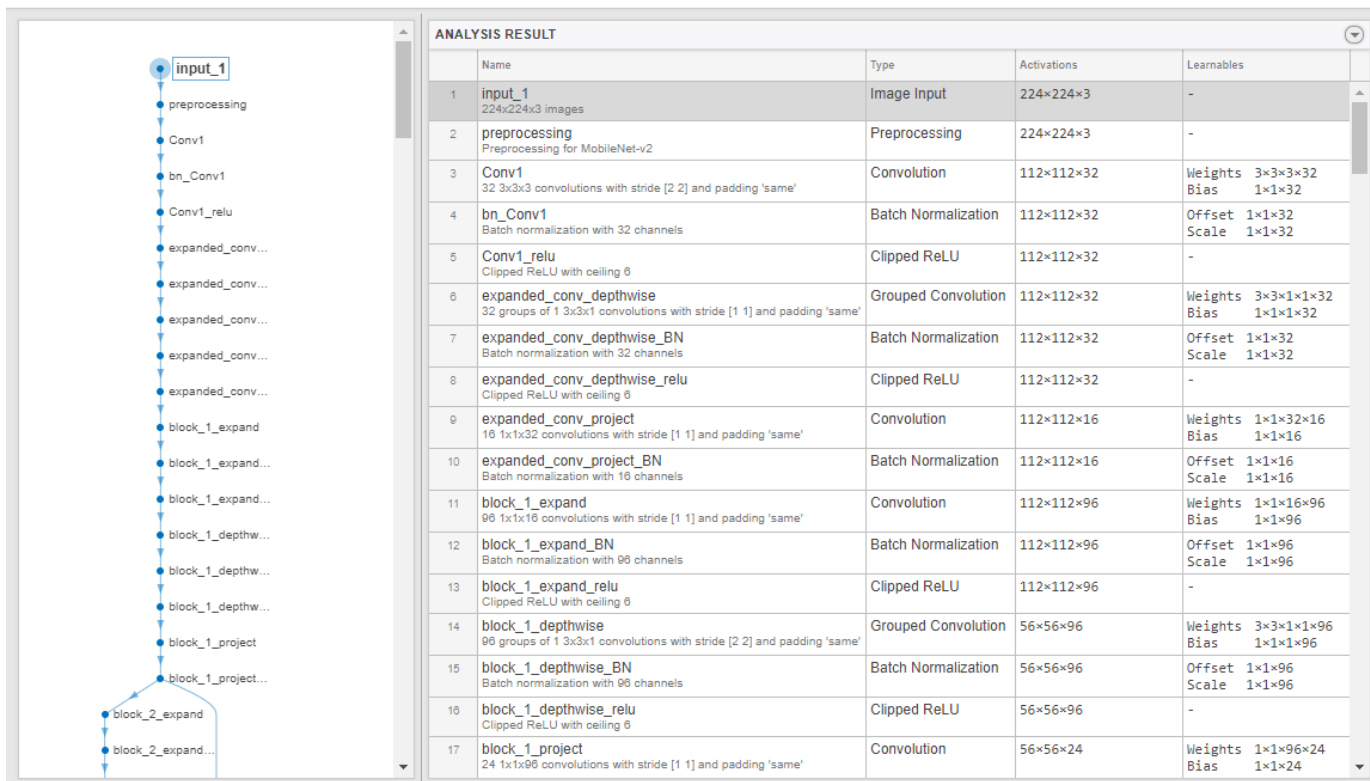 input_1
preprocessing
Conv1
bn_Conv1
Conv1_relu
expanded_conv...
expanded_conv...
expanded_conv...
expanded_conv...
expanded_conv...
block_1_expand
block_1_expand...
block_1_expand...
block_1_depthw...
block_1_depthw...
block_1_depthw...
block_1_project
block_1_project...
block_2_expand
block_2_expand...
ANALYSIS RESULT
Name Type Activations Learnables
1 input_1 Image Input 224×224×3 -
224x224x3 images
2 preprocessing Preprocessing 224×224×3 -
Preprocessing for MobileNet-v2
3 Conv1 Convolution 112×112×32 Weights 3×3×3×32
32 3x3x3 convolutions with stride [2 2] and padding 'same' Bias 1×1×32
4 bn_Conv1 Batch Normalization 112×112×32 Offset 1×1×32
Batch normalization with 32 channels Scale 1×1×32
5 Conv1_relu Clipped ReLU 112×112×32 -
Clipped ReLU with ceiling 6
6 expanded_conv_depthwise Grouped Convolution 112×112×32 Weights 3×3×1×1×32
32 groups of 1 3x3x1 convolutions with stride [1 1] and padding 'same' Bias 1×1×1×32
7 expanded_conv_depthwise_BN Batch Normalization 112×112×32 Offset 1×1×32
Batch normalization with 32 channels Scale 1×1×32
8 expanded_conv_depthwise_relu Clipped ReLU 112×112×32 -
Clipped ReLU with ceiling 6
9 expanded_conv_project Convolution 112×112×16 Weights 1×1×32×16
16 1x1x32 convolutions with stride [1 1] and padding 'same' Bias 1×1×16
10 expanded_conv_project_BN Batch Normalization 112×112×16 Offset 1×1×16
Batch normalization with 16 channels Scale 1×1×16
11 block_1_expand Convolution 112×112×96 Weights 1×1×16×96
96 1x1x16 convolutions with stride [1 1] and padding 'same' Bias 1×1×96
12 block_1_expand_BN Batch Normalization 112×112×96 Offset 1×1×96
Batch normalization with 96 channels Scale 1×1×96
13 block_1_expand_relu Clipped ReLU 112×112×96 -
Clipped ReLU with ceiling 6
14 block_1_depthwise Grouped Convolution 56×56×96 Weights 3×3×1×1×96
96 groups of 1 3x3x1 convolutions with stride [2 2] and padding 'same' Bias 1×1×1×96
15 block_1_depthwise_BN Batch Normalization 56×56×96 Offset 1×1×96
Batch normalization with 96 channels Scale 1×1×96
16 block_1_depthwise_relu Clipped ReLU 56×56×96 -
Clipped ReLU with ceiling 6
17 block_1_project Convolution 56×56×24 Weights 1×1×96×24
24 1x1x96 convolutions with stride [1 1] and padding 'same' Bias 1×1×24